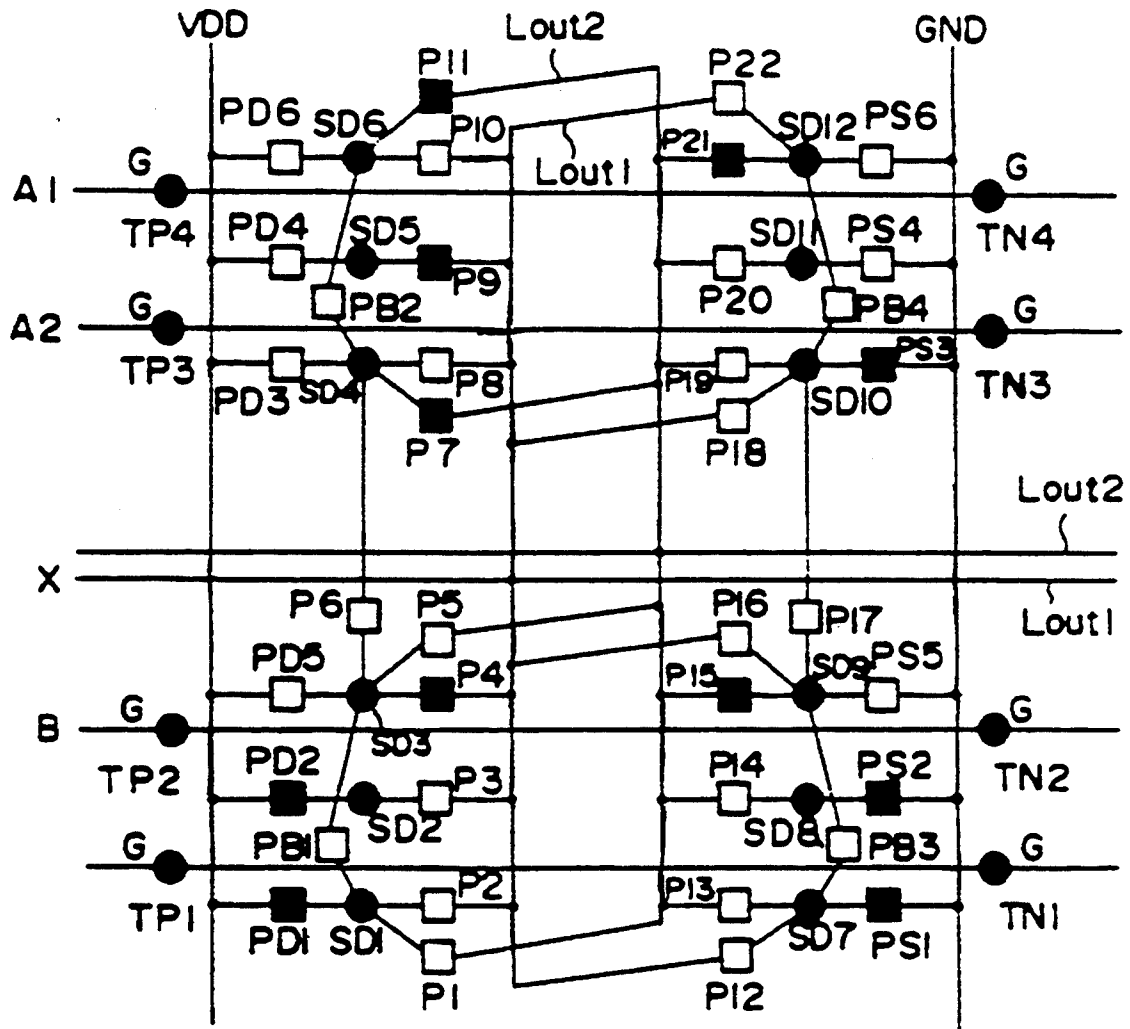 VDD Lout2 GND
P11 P22
PD6 SD6 P10 P21 SD12 PS6
Lout1
A1 G G
TP4 PD4 SD5 SD11 PS4 TN4
P9 P20
A2 G PB2 PB4 G
TP3 PD3 SD4 P8 P19 SD10 PS3 TN3
P7 P18
Lout2
X
Lout1
P6 P5 P16 P17
PD5 P4 P15 SD9 PS5
B G SD3 G
TP2 PD2 P3 P14 PS2 TN2
SD2 SD8
G PB1 PB3 G
TP1 PD1 SD1 P2 P13 SD7 PS1 TN1
P1 P12